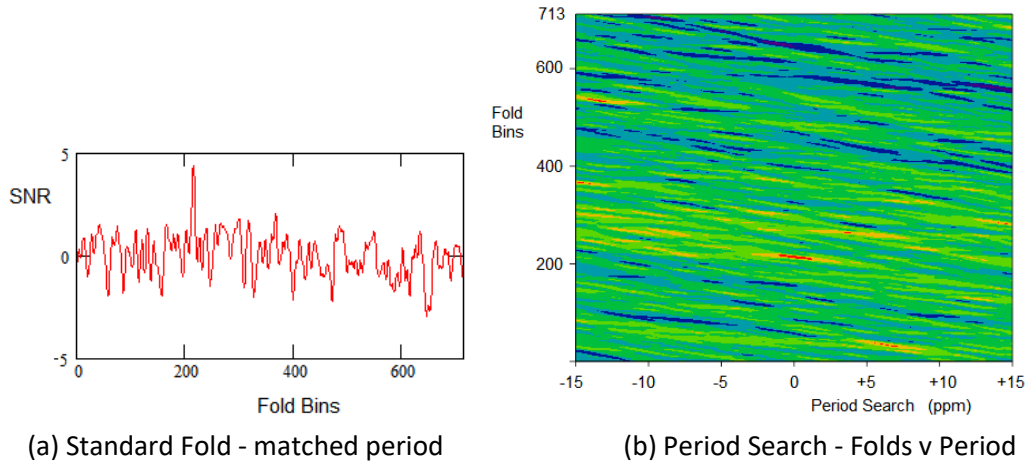 5
SNR
0
-5
0
200
400
600
Fold Bins
(a) Standard Fold - matched period
713
600
Fold
Bins
400
200
-15 -10 -5 0 +5 +10 +15
Period Search (ppm)
(b) Period Search - Folds v Period